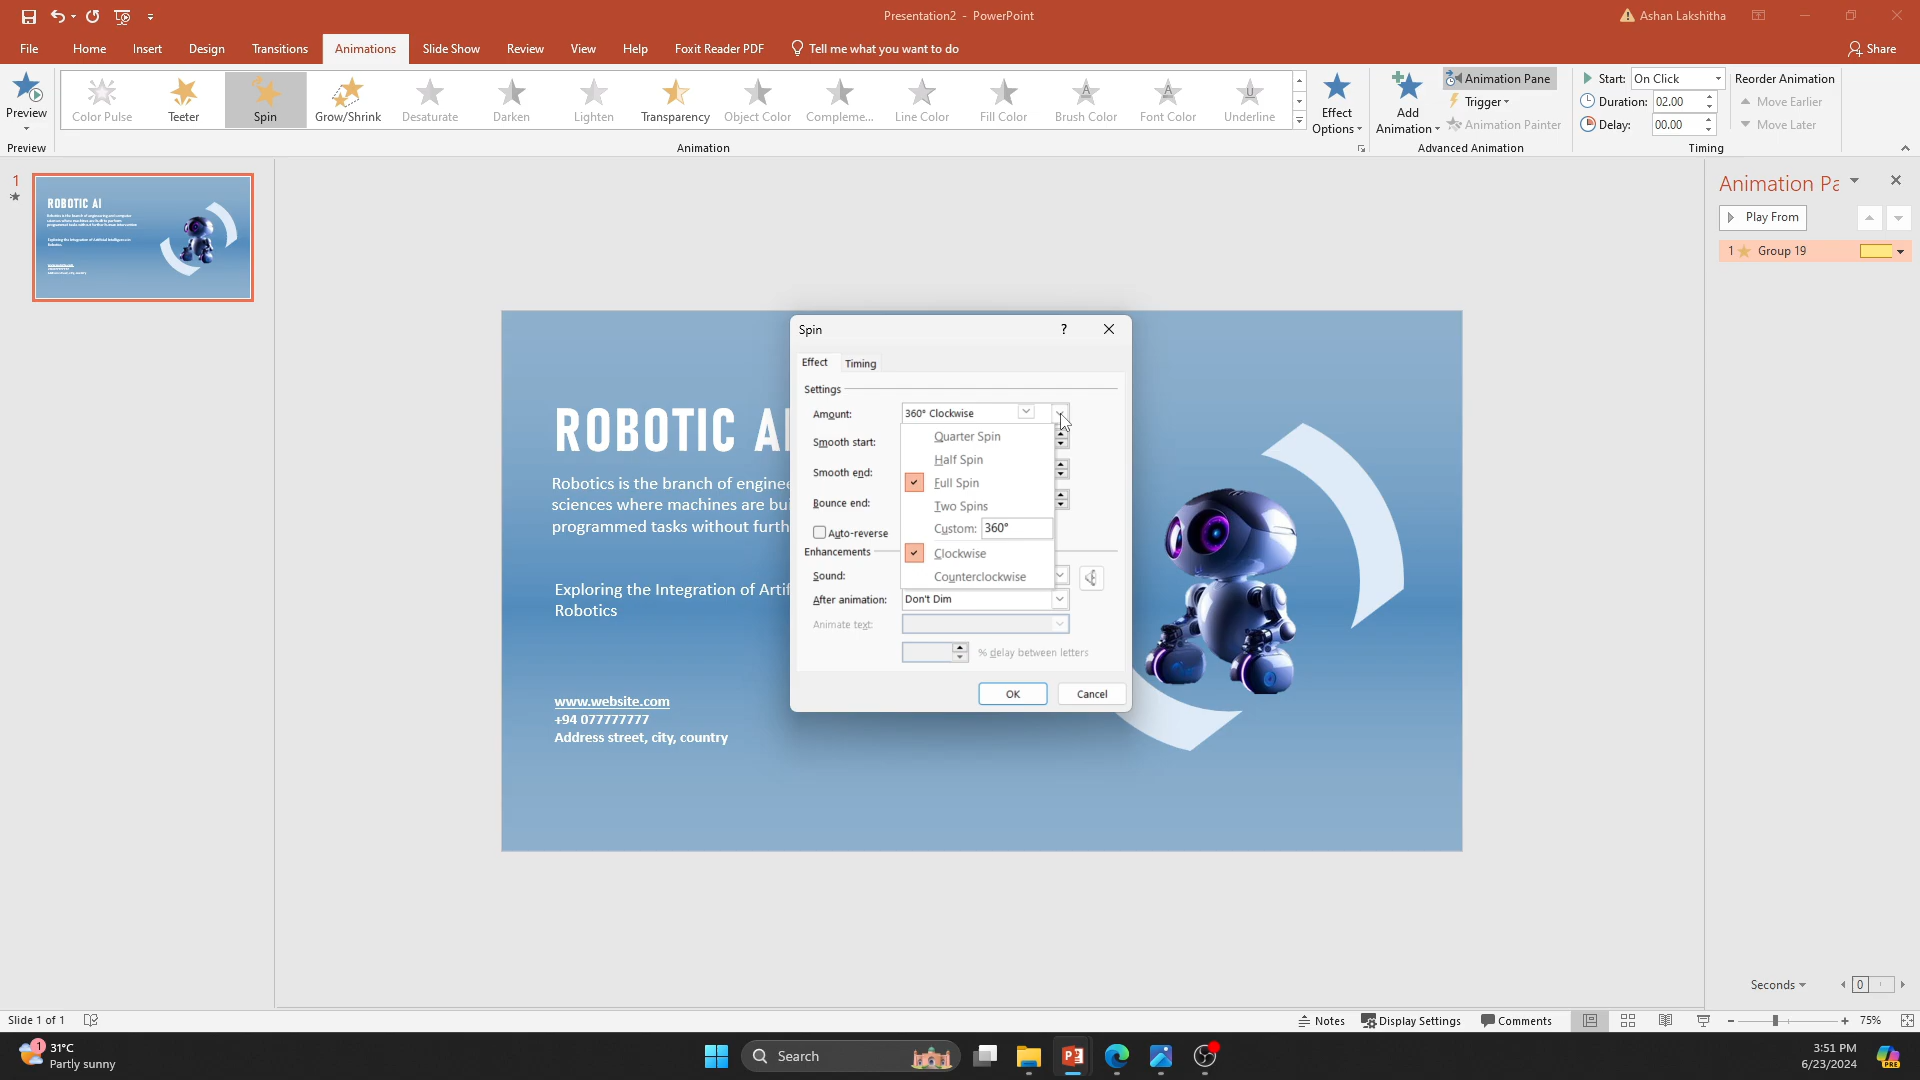 Presentation2 - PowerPoint
Ashan Lakshitha
File Home Insert Design Transitions Animations Slide Show Review View Help Foxit Reader PDF Tell me what you want to do
Share
Preview
Color Pulse Teeter Spin Grow/Shrink Desaturate Darken Lighten Transparency Object Color Compleme... Line Color Fill Color Brush Color Font Color Underline
Effect Options
Add Animation
Animation Pane
Trigger
Animation Painter
Start: On Click
Duration: 02.00
Delay: 00.00
Reorder Animation
Move Earlier
Move Later
Preview Animation Advanced Animation Timing
1
ROBOTIC AI
Animation Pa
Play From
1 Group 19
Spin
Effect Timing
Settings
Amount: 360° Clockwise
Smooth start:
Smooth end:
Bounce end:
Quarter Spin
Half Spin
Full Spin
Two Spins
Custom: 360°
Clockwise
Counterclockwise
Auto-reverse
Enhancements
Sound:
After animation: Don't Dim
Animate text:
% delay between letters
OK Cancel
ROBOTIC AI
Robotics is the branch of enginee
sciences where machines are bui
programmed tasks without furth
Exploring the Integration of Artif
Robotics
www.website.com
+94 077777777
Address street, city, country
Seconds 0
Slide 1 of 1
Notes Display Settings Comments 75%
1
31°C
Partly sunny
Search
3:51 PM
6/23/2024
PRE